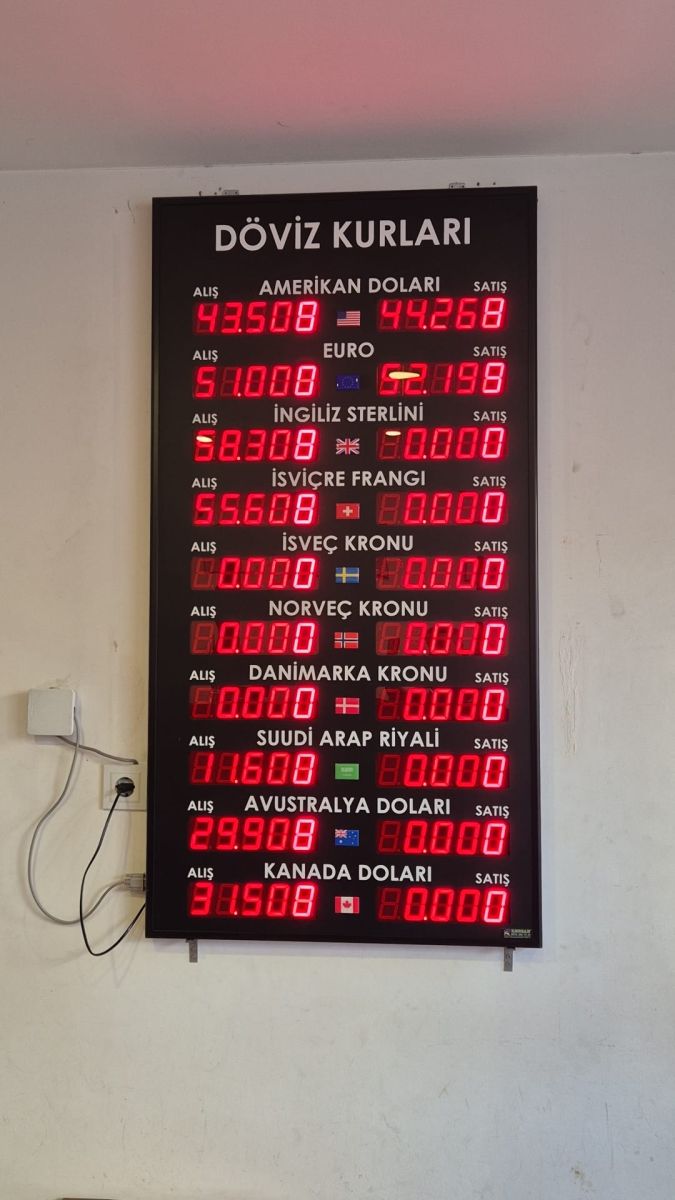 DÖVİZ KURLARI
ALIŞ AMERİKAN DOLARI SATIŞ
43.508 44.268
ALIŞ EURO SATIŞ
51.008 52.198
ALIŞ İNGİLİZ STERLİNİ SATIŞ
58.308 0.000
ALIŞ İSVİÇRE FRANGI SATIŞ
55.608 0.000
ALIŞ İSVEÇ KRONU SATIŞ
0.000 0.000
ALIŞ NORVEÇ KRONU SATIŞ
0.000 0.000
ALIŞ DANİMARKA KRONU SATIŞ
0.000 0.000
ALIŞ SUUDİ ARAP RİYALİ SATIŞ
11.608 0.000
ALIŞ AVUSTRALYA DOLARI SATIŞ
29.908 0.000
ALIŞ KANADA DOLARI SATIŞ
31.508 0.000